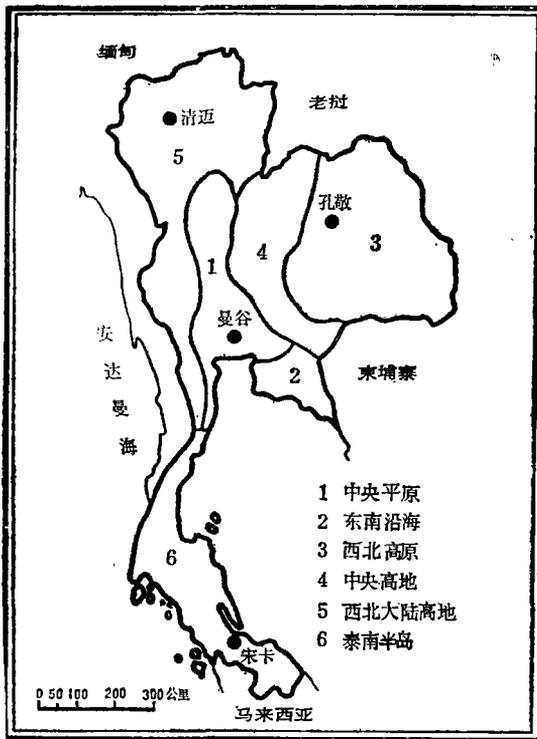 缅甸
老挝
清迈
5
孔敬
3
4
1
曼谷
安达曼海
2
柬埔寨
1 中央平原
2 东南沿海
3 西北高原
4 中央高地
5 西北大陆高地
6 泰南半岛
6
宋卡
0 50 100 200 300公里
马来西亚